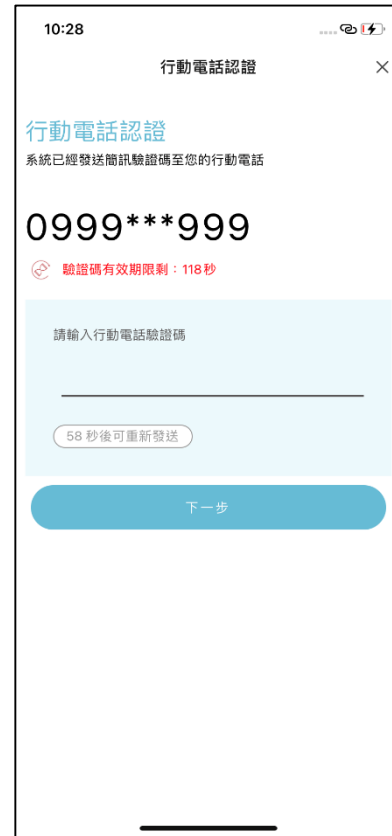 10:28
行動電話認證
行動電話認證
系統已經發送簡訊驗證碼至您的行動電話
0999***999
驗證碼有效期限剩：118秒
請輸入行動電話驗證碼
58 秒後可重新發送
下一步